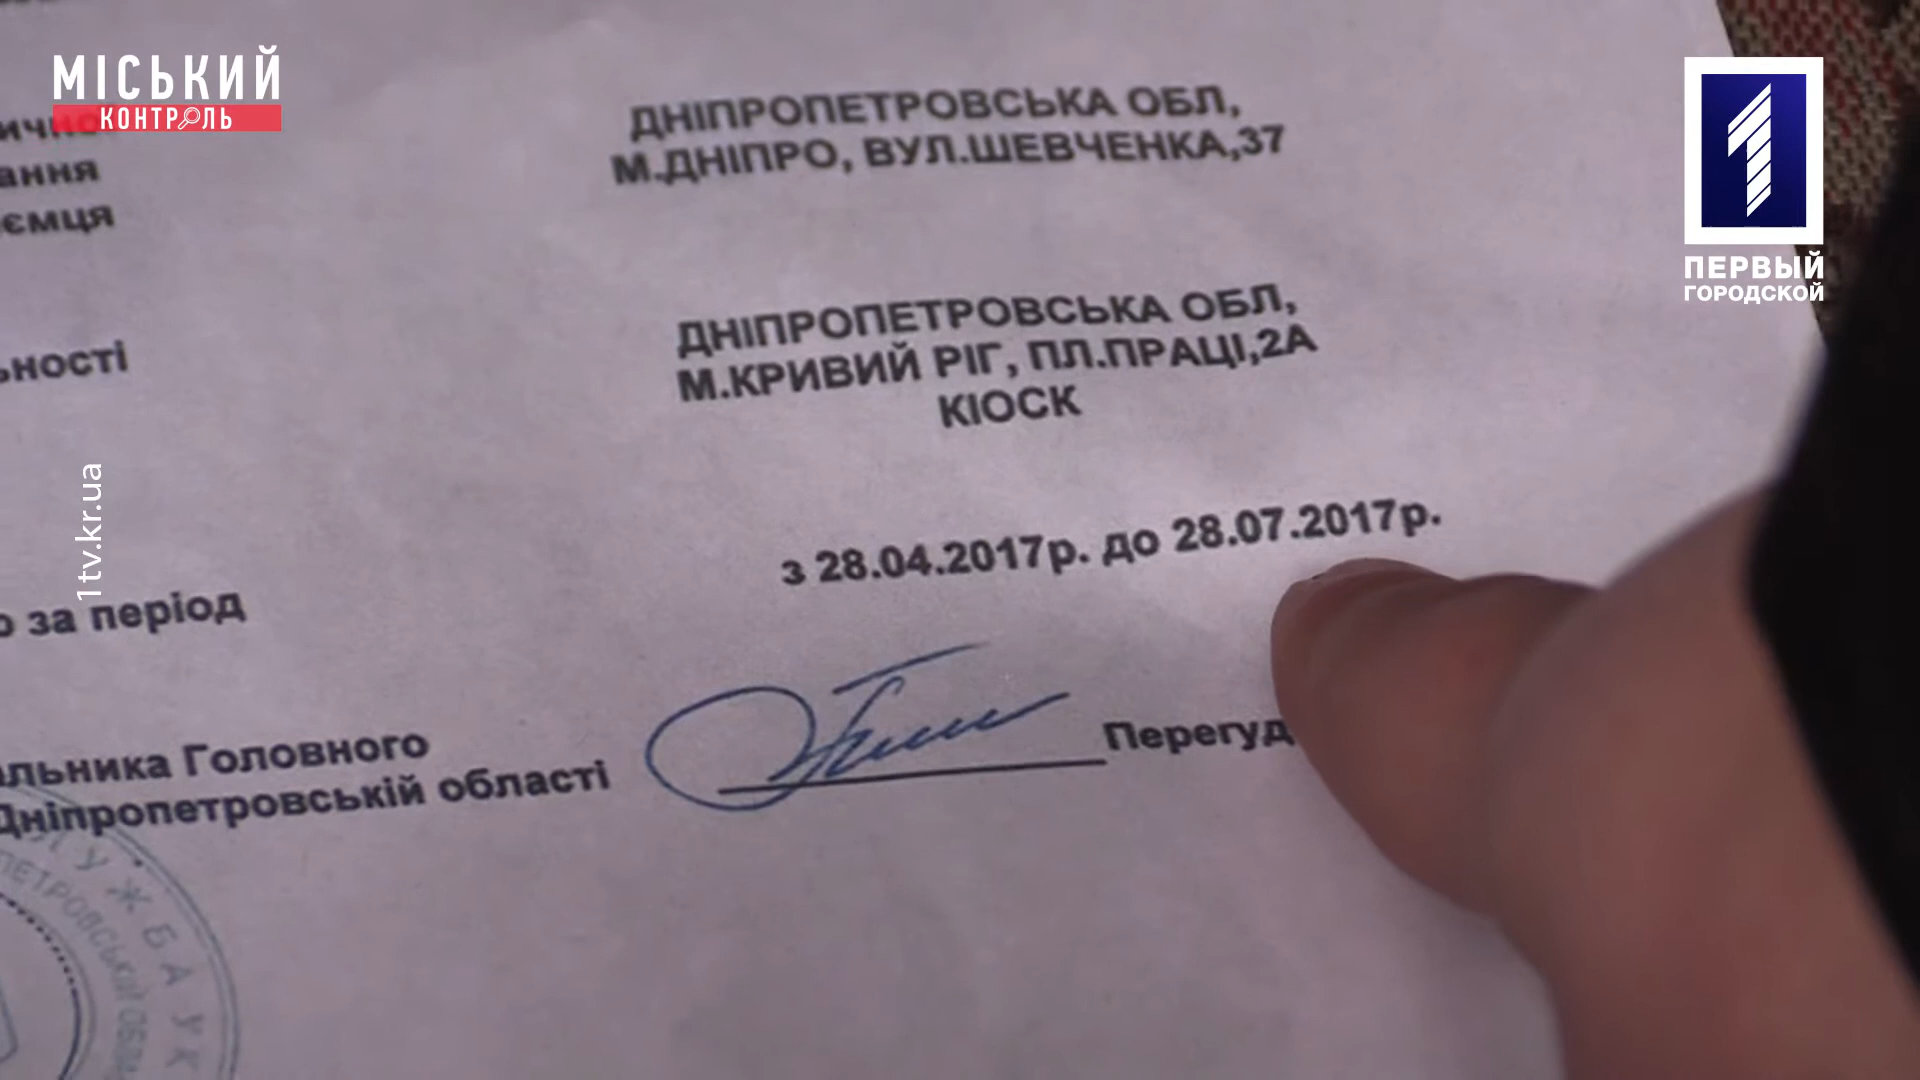 МІСЬКИЙ
КОНТРОЛЬ
ПЕРВЫЙ
ГОРОДСКОЙ
1tv.kr.ua
ДНІПРОПЕТРОВСЬКА ОБЛ,
М.ДНІПРО, ВУЛ.ШЕВЧЕНКА,37
ання
ємця
ДНІПРОПЕТРОВСЬКА ОБЛ,
М.КРИВИЙ РІГ, ПЛ.ПРАЦІ,2А
КІОСК
ьності
з 28.04.2017р. до 28.07.2017р.
о за період
альника Головного
Дніпропетровській області
Перегуд